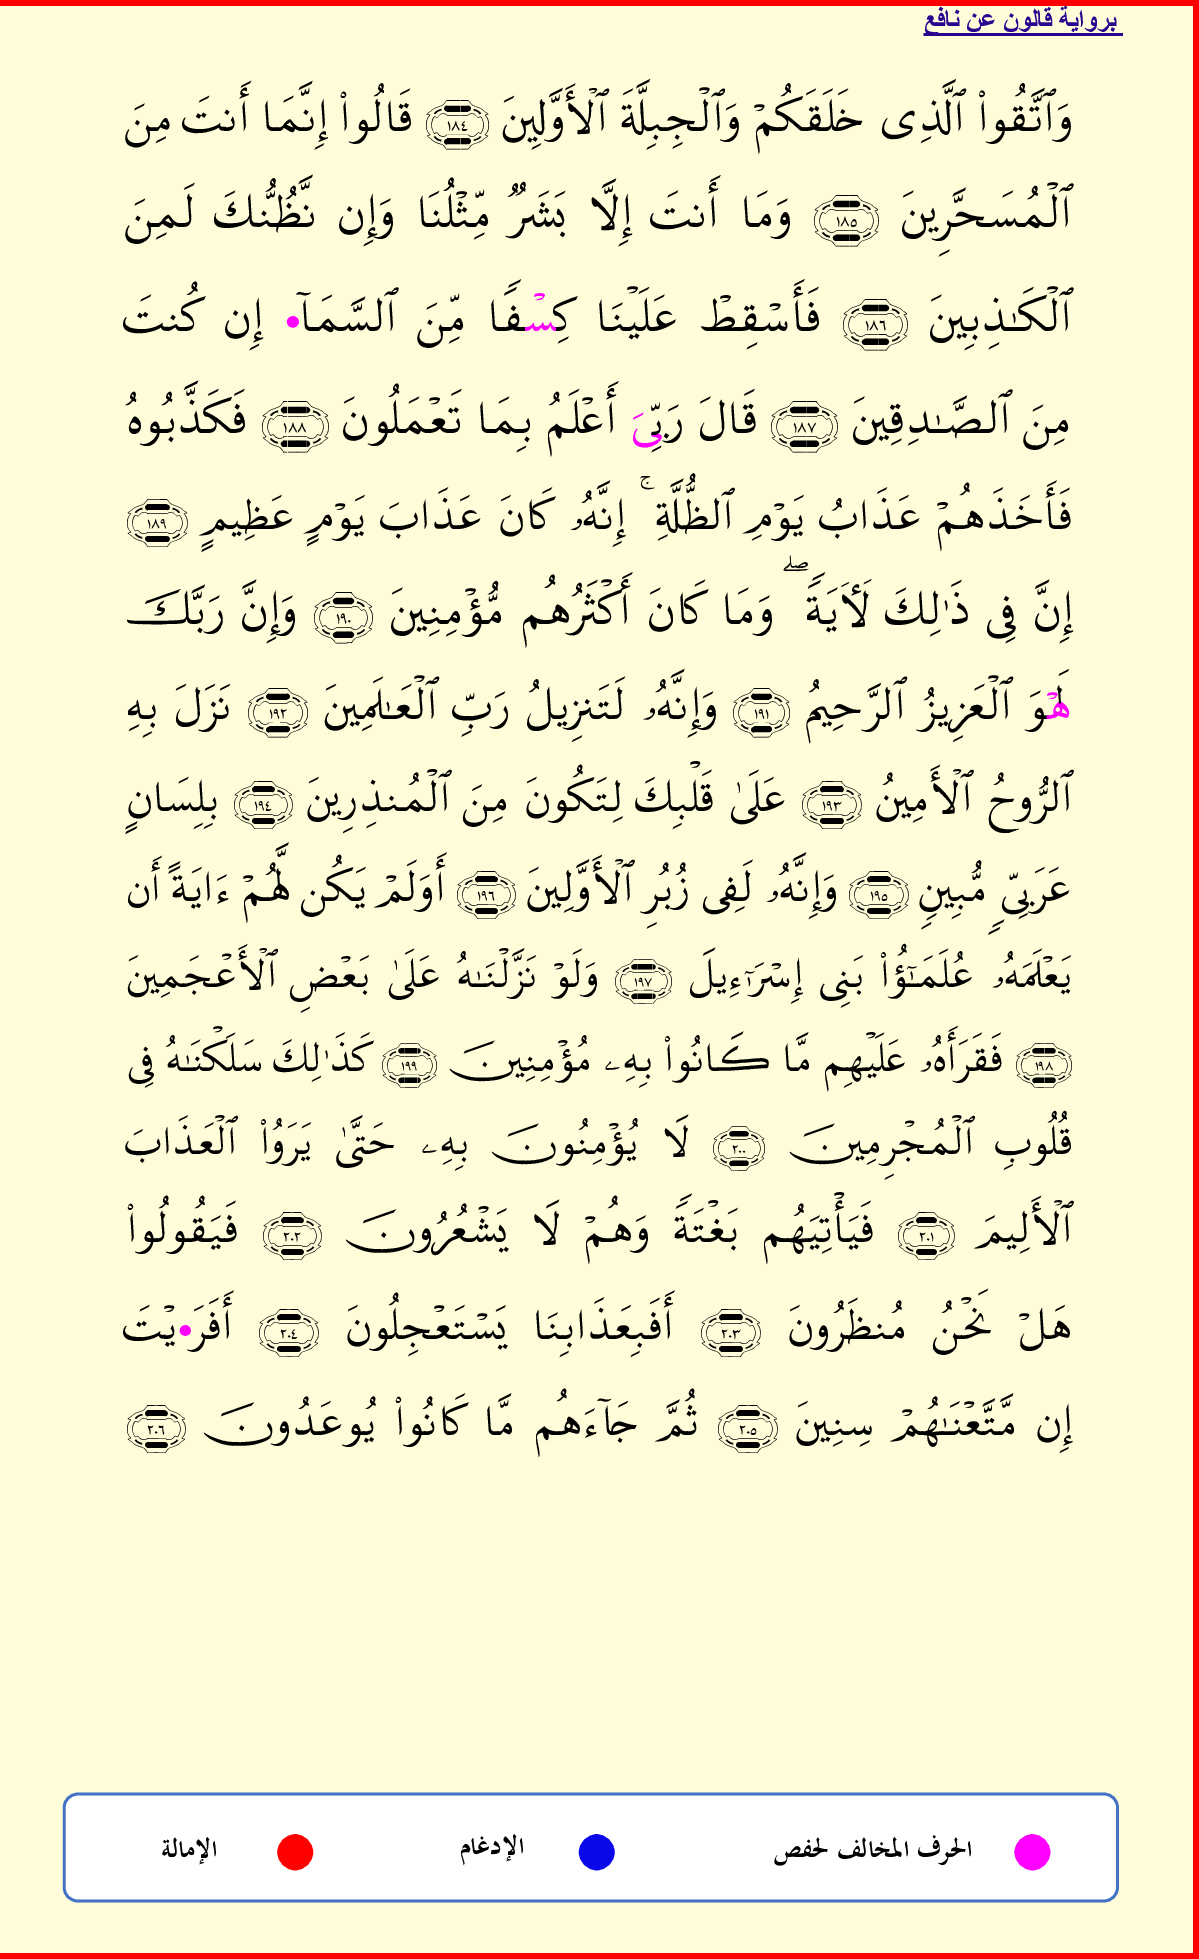 برواية قالون عن نافع
وَٱتَّقُواْ ٱلَّذِى خَلَقَكُمْ وَٱلْجِبِلَّةَ ٱلْأَوَّلِينَ ١٨٤ قَالُواْ إِنَّمَا أَنتَ مِنَ
ٱلْمُسَحَّرِينَ ١٨٥ وَمَا أَنتَ إِلَّا بَشَرٌ مِّثْلُنَا وَإِن نَّظُنُّكَ لَمِنَ
ٱلْكَٰذِبِينَ ١٨٦ فَأَسْقِطْ عَلَيْنَا كِسْفًا مِّنَ ٱلسَّمَآ• إِن كُنتَ
مِنَ ٱلصَّٰدِقِينَ ١٨٧ قَالَ رَبِّىَ أَعْلَمُ بِمَا تَعْمَلُونَ ١٨٨ فَكَذَّبُوهُ
فَأَخَذَهُمْ عَذَابُ يَوْمِ ٱلظُّلَّةِۚ إِنَّهُۥ كَانَ عَذَابَ يَوْمٍ عَظِيمٍ ١٨٩
إِنَّ فِى ذَٰلِكَ لَأٓيَةًۖ وَمَا كَانَ أَكْثَرُهُم مُّؤْمِنِينَ ١٩٠ وَإِنَّ رَبَّكَ
لَهْوَ ٱلْعَزِيزُ ٱلرَّحِيمُ ١٩١ وَإِنَّهُۥ لَتَنزِيلُ رَبِّ ٱلْعَٰلَمِينَ ١٩٢ نَزَلَ بِهِ
ٱلرُّوحُ ٱلْأَمِينُ ١٩٣ عَلَىٰ قَلْبِكَ لِتَكُونَ مِنَ ٱلْمُنذِرِينَ ١٩٤ بِلِسَانٍ
عَرَبِىٍّ مُّبِينٍ ١٩٥ وَإِنَّهُۥ لَفِى زُبُرِ ٱلْأَوَّلِينَ ١٩٦ أَوَلَمْ يَكُن لَّهُمْ ءَايَةً أَن
يَعْلَمَهُۥ عُلَمَٰٓؤُاْ بَنِى إِسْرَٰٓءِيلَ ١٩٧ وَلَوْ نَزَّلْنَٰهُ عَلَىٰ بَعْضِ ٱلْأَعْجَمِينَ
١٩٨ فَقَرَأَهُۥ عَلَيْهِم مَّا كَانُواْ بِهِۦ مُؤْمِنِينَ ١٩٩ كَذَٰلِكَ سَلَكْنَٰهُ فِى
قُلُوبِ ٱلْمُجْرِمِينَ ٢٠٠ لَا يُؤْمِنُونَ بِهِۦ حَتَّىٰ يَرَوُاْ ٱلْعَذَابَ
ٱلْأَلِيمَ ٢٠١ فَيَأْتِيَهُم بَغْتَةً وَهُمْ لَا يَشْعُرُونَ ٢٠٢ فَيَقُولُواْ
هَلْ نَحْنُ مُنظَرُونَ ٢٠٣ أَفَبِعَذَابِنَا يَسْتَعْجِلُونَ ٢٠٤ أَفَرَ•يْتَ
إِن مَّتَّعْنَٰهُمْ سِنِينَ ٢٠٥ ثُمَّ جَآءَهُم مَّا كَانُواْ يُوعَدُونَ ٢٠٦
الحرف المخالف لحفص الإدغام الإمالة